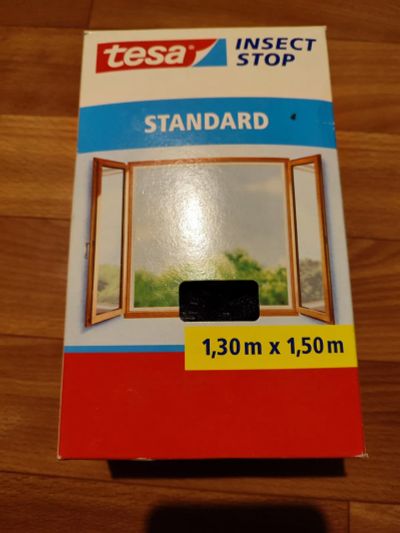 tesa
INSECT
STOP
STANDARD
1,30 m x 1,50 m